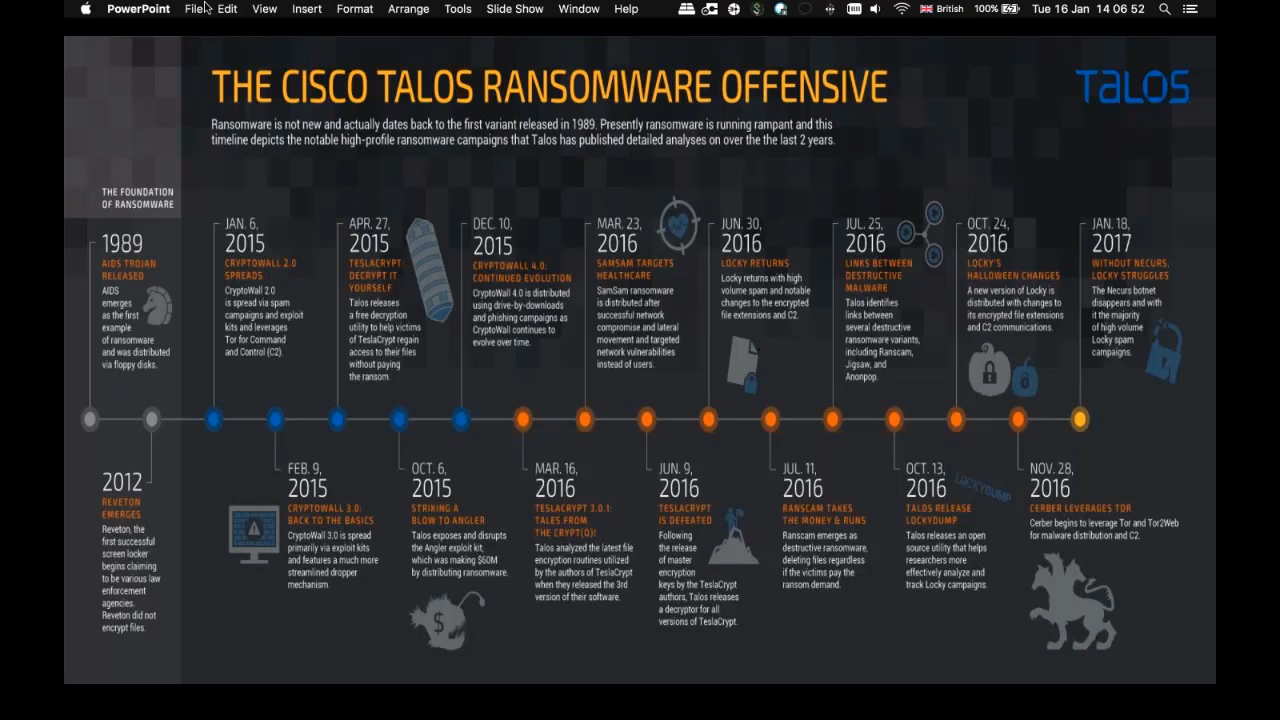 PowerPoint File Edit View Insert Format Arrange Tools Slide Show Window Help British 100% Tue 16 Jan 14 06 52
THE CISCO TALOS RANSOMWARE OFFENSIVE
TALOS
Ransomware is not new and actually dates back to the first variant released in 1989. Presently ransomware is running rampant and this
timeline depicts the notable high-profile ransomware campaigns that Talos has published detailed analyses on over the the last 2 years.
THE FOUNDATION
OF RANSOMWARE
1989
AIDS TROJAN
RELEASED
AIDS
emerges
as the first
example
of ransomware
and was distributed
via floppy disks.
JAN. 6,
2015
CRYPTOWALL 2.0
SPREADS
CryptoWall 2.0
is spread via spam
campaigns and exploit
kits and leverages
Tor for Command
and Control (C2).
APR. 27,
2015
TESLACRYPT:
DECRYPT IT
YOURSELF
Talos releases
a free decryption
utility to help victims
of TeslaCrypt regain
access to their files
without paying
the ransom.
DEC. 10,
2015
CRYPTOWALL 4.0:
CONTINUED EVOLUTION
CryptoWall 4.0 is distributed
using drive-by-downloads
and phishing campaigns as
CryptoWall continues to
evolve over time.
MAR. 23,
2016
SAMSAM TARGETS
HEALTHCARE
SamSam ransomware
is distributed after
successful network
compromise and lateral
movement and targeted
network vulnerabilities
instead of users.
JUN. 30,
2016
LOCKY RETURNS
Locky returns with high
volume spam and notable
changes to the encrypted
file extensions and C2.
JUL. 25,
2016
LINKS BETWEEN
DESTRUCTIVE
MALWARE
Talos identifies
links between
several destructive
ransomware variants,
including Ranscam,
Jigsaw, and
Anonpop.
OCT. 24,
2016
LOCKY'S
HALLOWEEN CHANGES
A new version of Locky is
distributed with changes to
its encrypted file extensions
and C2 communications.
JAN. 18,
2017
WITHOUT NECURS,
LOCKY STRUGGLES
The Necurs botnet
disappears and with
it the majority
of high volume
Locky spam
campaigns.
2012
REVETON
EMERGES
Reveton, the
first successful
screen locker
begins claiming
to be various law
enforcement
agencies.
Reveton did not
encrypt files.
FEB. 9,
2015
CRYPTOWALL 3.0:
BACK TO THE BASICS
CryptoWall 3.0 is spread
primarily via exploit kits
and features a much more
streamlined dropper
mechanism.
OCT. 6,
2015
STRIKING A
BLOW TO ANGLER
Talos exposes and disrupts
the Angler exploit kit,
which was making $60M
by distributing ransomware.
$
MAR. 16,
2016
TESLACRYPT 3.0.1:
TALES FROM
THE CRYPT(O)!
Talos analyzed the latest file
encryption routines utilized
by the authors of TeslaCrypt
when they released the 3rd
version of their software.
JUN. 9,
2016
TESLACRYPT
IS DEFEATED
Following
the release
of master
encryption
keys by the TeslaCrypt
authors, Talos releases
a decryptor for all
versions of TeslaCrypt.
JUL. 11,
2016
RANSCAM TAKES
THE MONEY & RUNS
Ranscam emerges as
destructive ransomware,
deleting files regardless
if the victims pay the
ransom demand.
OCT. 13,
2016
LOCKYDUMP
TALOS RELEASE
LOCKYDUMP
Talos releases an open
source utility that helps
researchers more
effectively analyze and
track Locky campaigns.
NOV. 28,
2016
CERBER LEVERAGES TOR
Cerber begins to leverage Tor and Tor2Web
for malware distribution and C2.